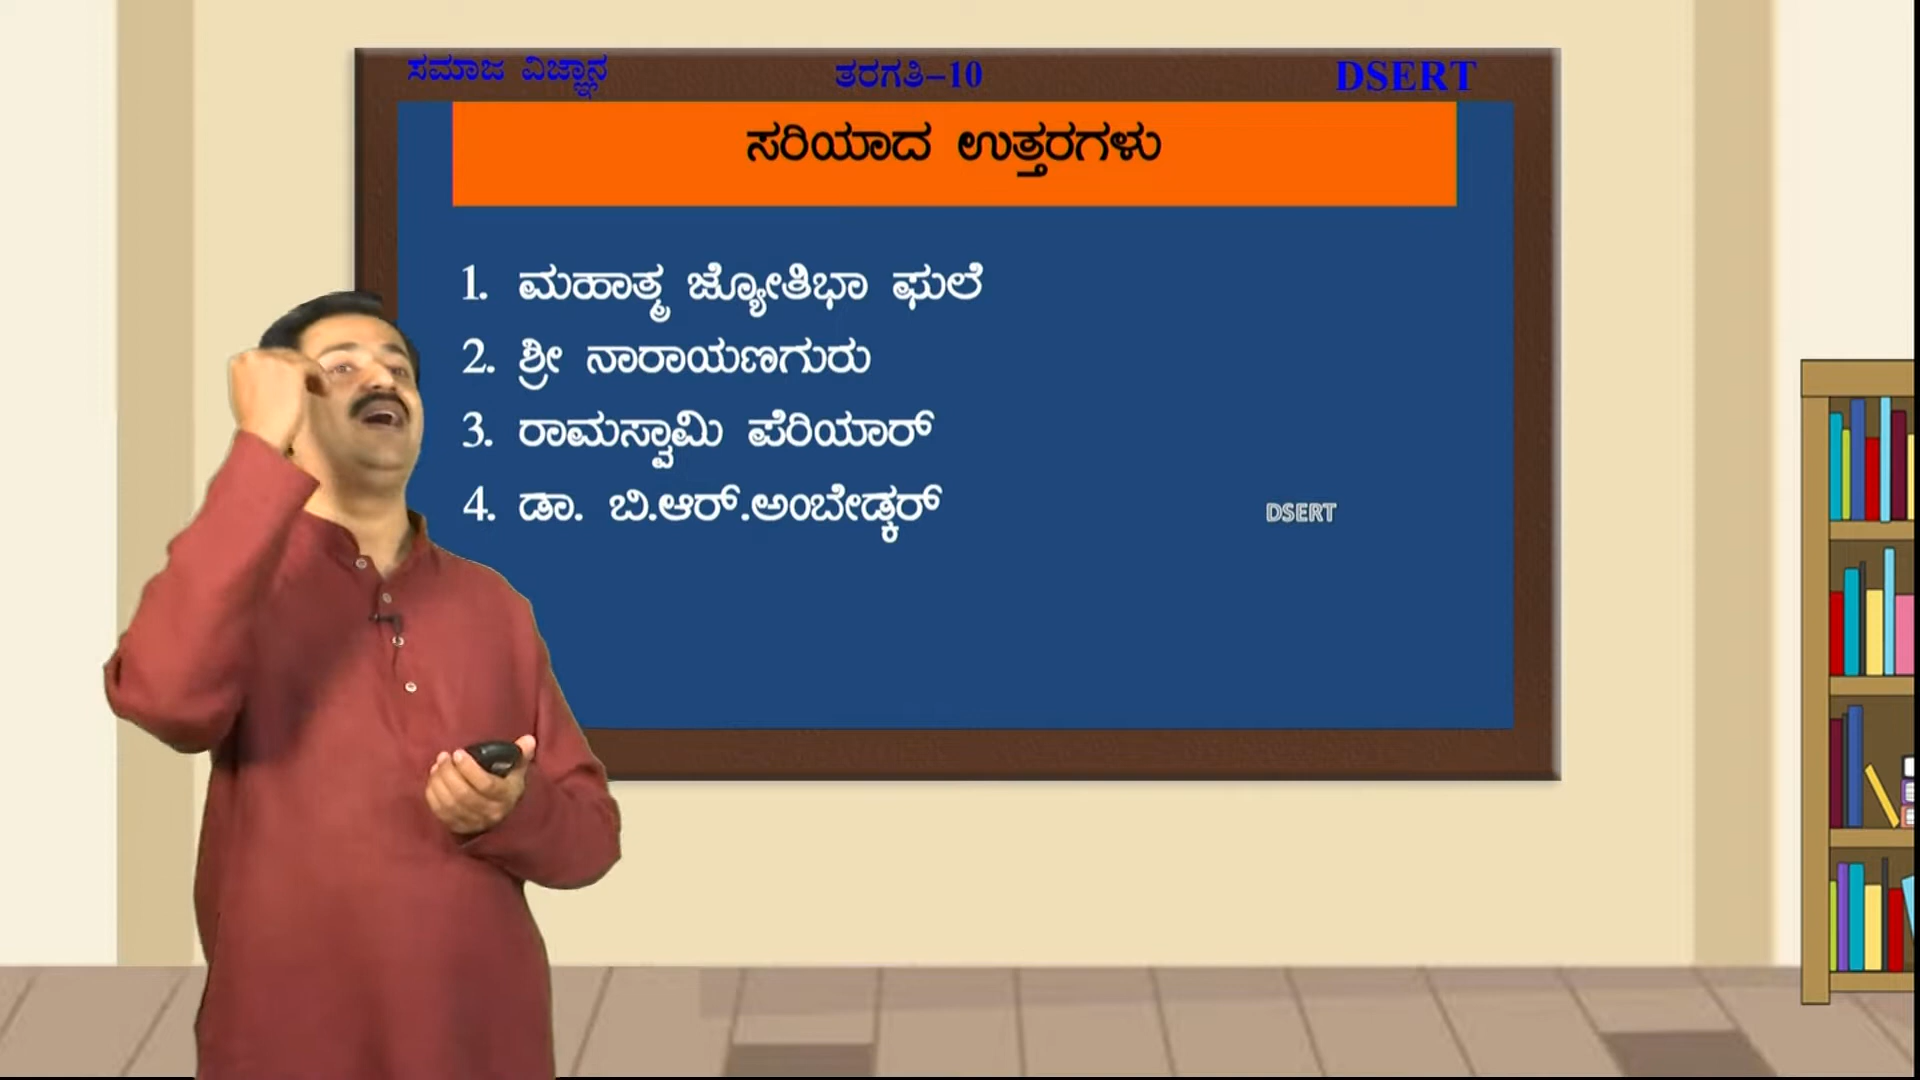 ಸಮಾಜ ವಿಜ್ಞಾನ ತರಗತಿ-10 DSERT
ಸರಿಯಾದ ಉತ್ತರಗಳು
1. ಮಹಾತ್ಮ ಜ್ಯೋತಿಭಾ ಫುಲೆ
2. ಶ್ರೀ ನಾರಾಯಣಗುರು
3. ರಾಮಸ್ವಾಮಿ ಪೆರಿಯಾರ್
4. ಡಾ. ಬಿ.ಆರ್.ಅಂಬೇಡ್ಕರ್
DSERT